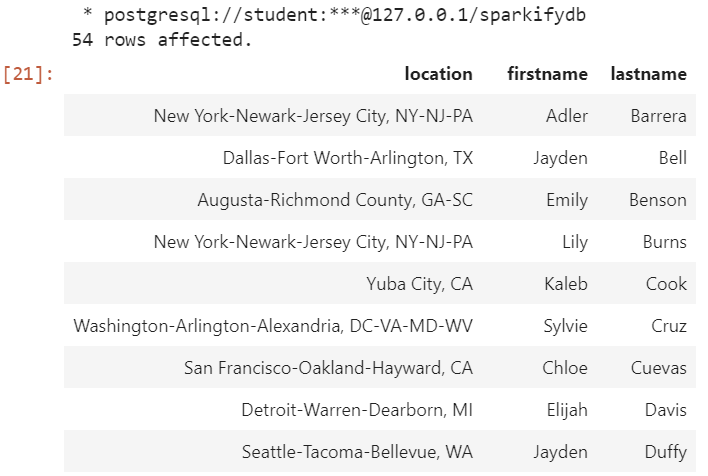 * postgresql://student:***@127.0.0.1/sparkifydb
54 rows affected.
[21]: location firstname lastname
New York-Newark-Jersey City, NY-NJ-PA Adler Barrera
Dallas-Fort Worth-Arlington, TX Jayden Bell
Augusta-Richmond County, GA-SC Emily Benson
New York-Newark-Jersey City, NY-NJ-PA Lily Burns
Yuba City, CA Kaleb Cook
Washington-Arlington-Alexandria, DC-VA-MD-WV Sylvie Cruz
San Francisco-Oakland-Hayward, CA Chloe Cuevas
Detroit-Warren-Dearborn, MI Elijah Davis
Seattle-Tacoma-Bellevue, WA Jayden Duffy